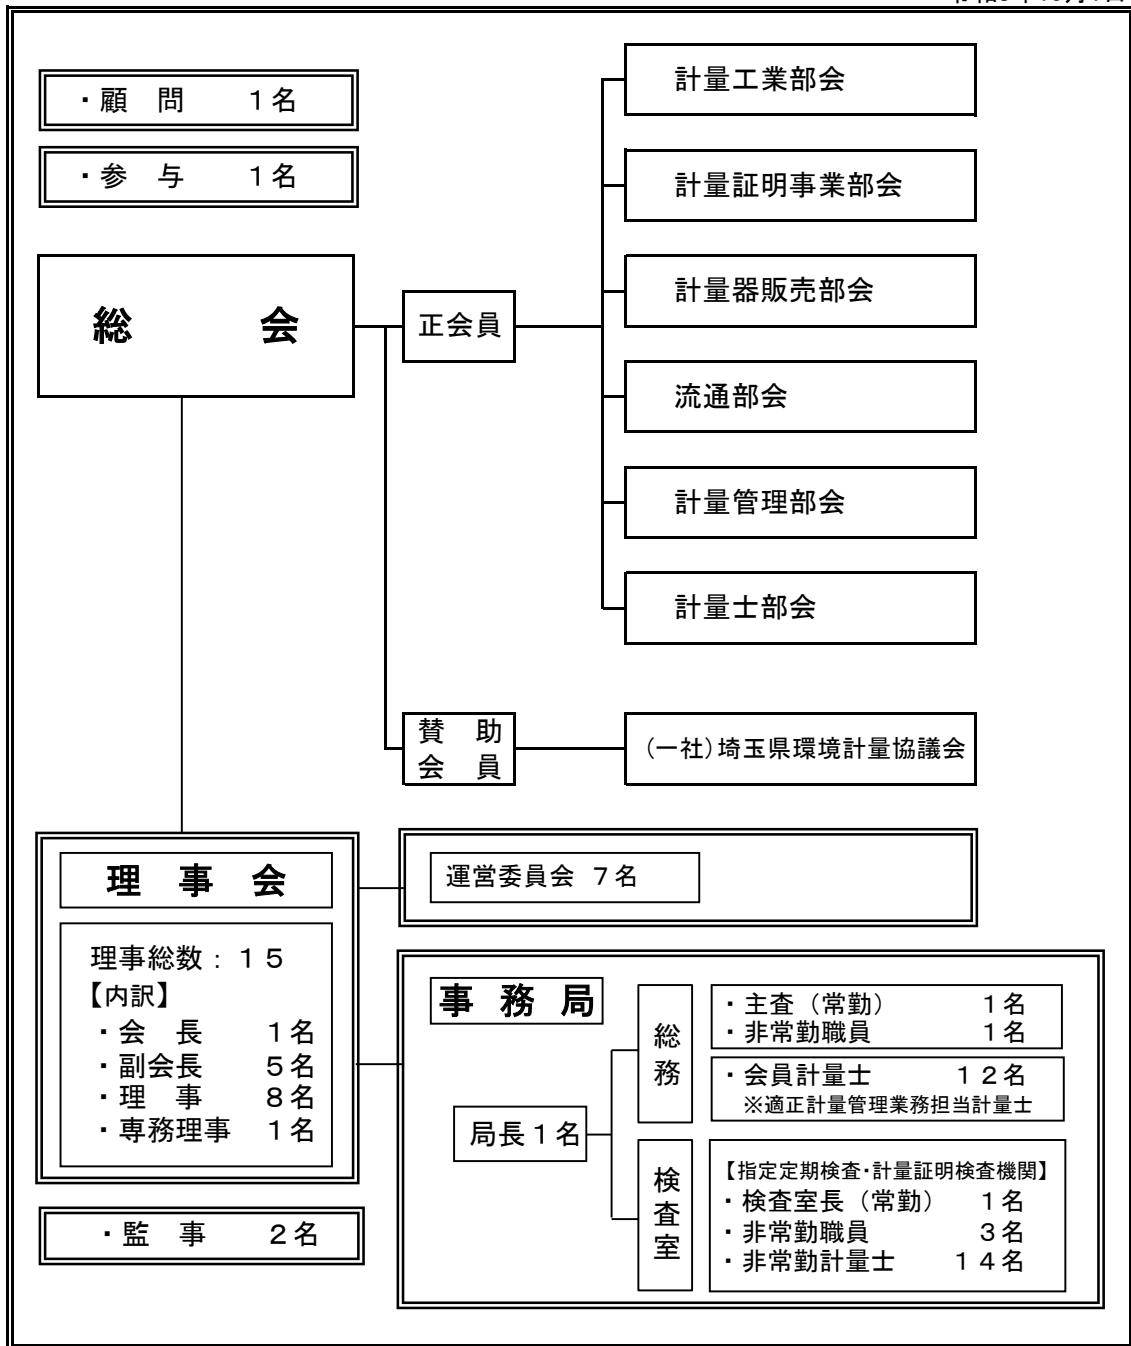 ・顧　問　　１名
・参　与　　１名
総　　会
正会員
計量工業部会
計量証明事業部会
計量器販売部会
流通部会
計量管理部会
計量士部会
賛　助
会　員
（一社）埼玉県環境計量協議会
理　事　会
理事総数：１５
【内訳】
・会　長　　１名
・副会長　　５名
・理　事　　８名
・専務理事　１名
・監　事　　２名
運営委員会　７名
事　務　局
局長１名
総務
・主査（常勤）　　１名
・非常勤職員　　　１名
・会員計量士　　１２名
※適正計量管理業務担当計量士
検査室
【指定定期検査・計量証明検査機関】
・検査室長（常勤）　１名
・非常勤職員　　　　３名
・非常勤計量士　　１４名